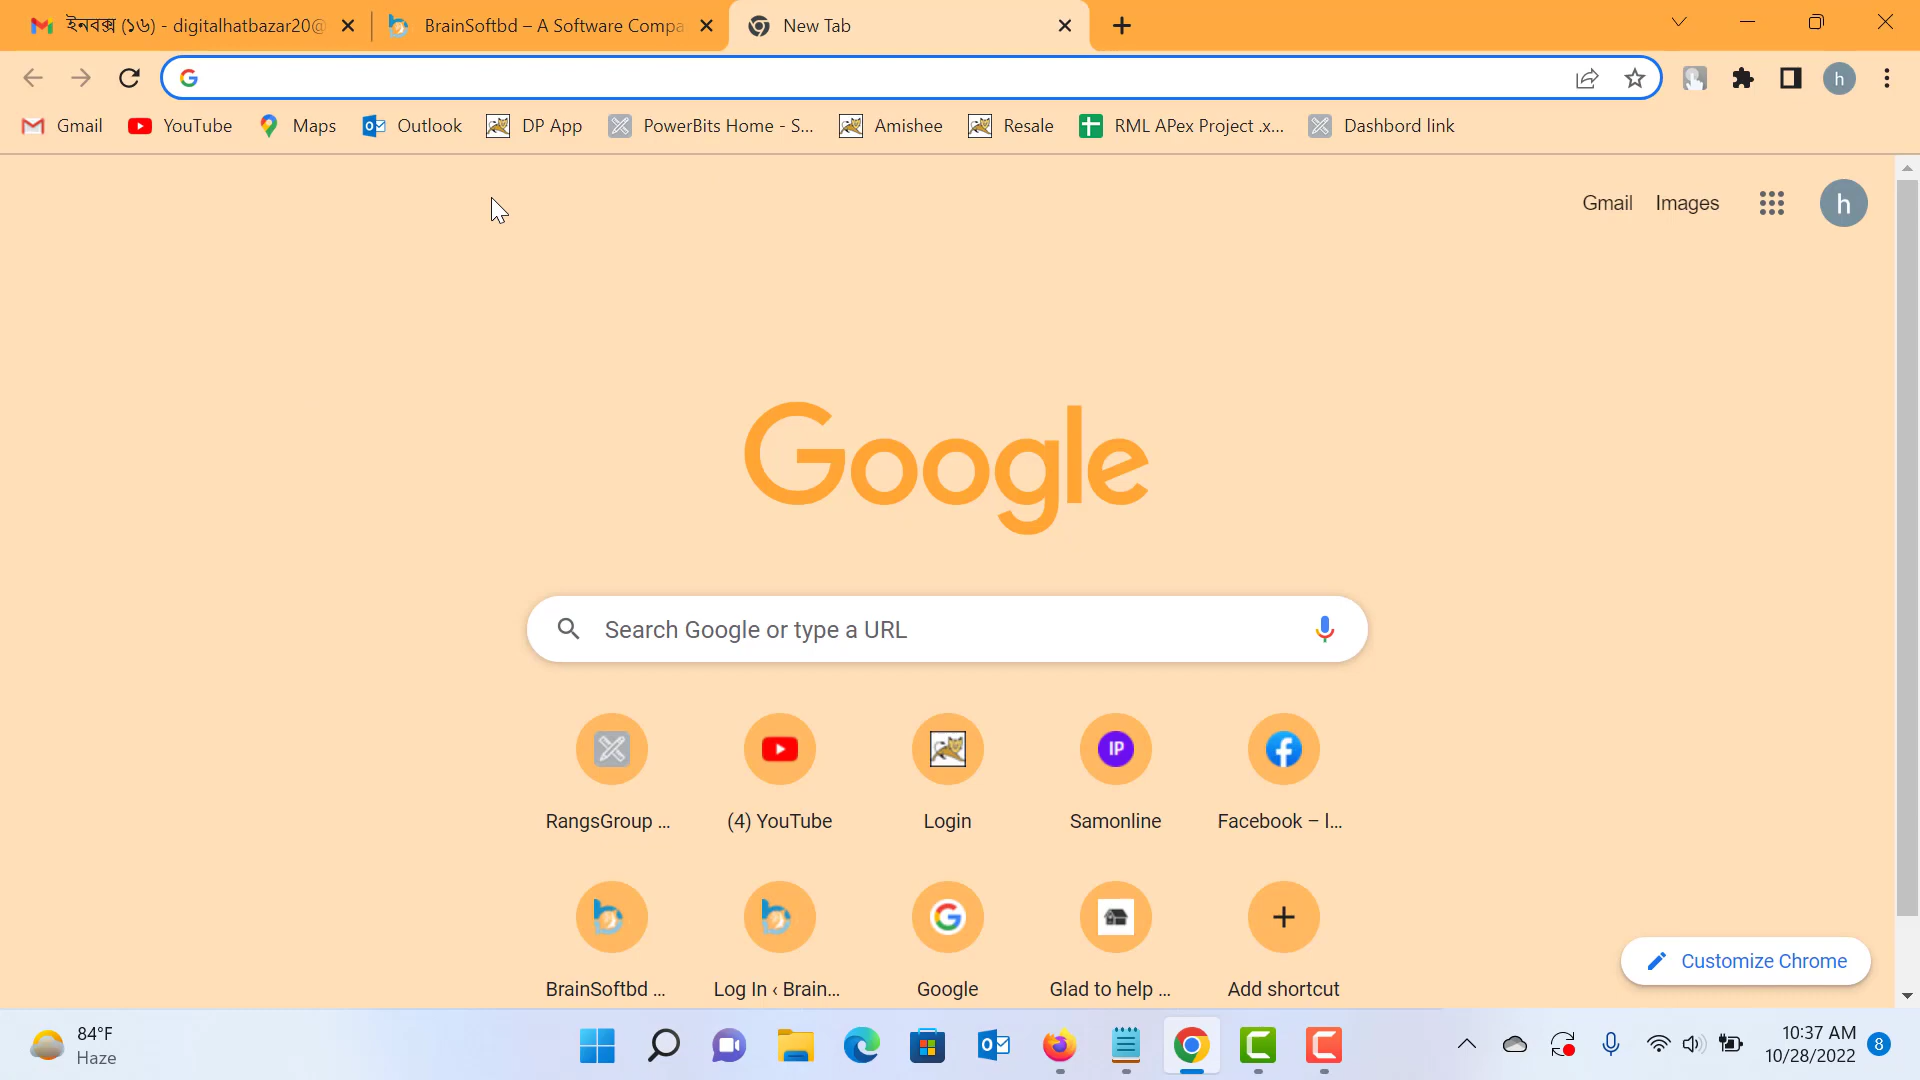 ইনবক্স (১৬) - digitalhatbazar20@
BrainSoftbd – A Software Compa
New Tab
h
Gmail
YouTube
Maps
Outlook
DP App
PowerBits Home - S...
Amishee
Resale
RML APex Project .x...
Dashbord link
Gmail
Images
h
Google
Search Google or type a URL
IP
RangsGroup ...
(4) YouTube
Login
Samonline
Facebook – l...
BrainSoftbd ...
Log In ‹ Brain...
Google
Glad to help ...
Add shortcut
Customize Chrome
84°F
Haze
10:37 AM
10/28/2022
8